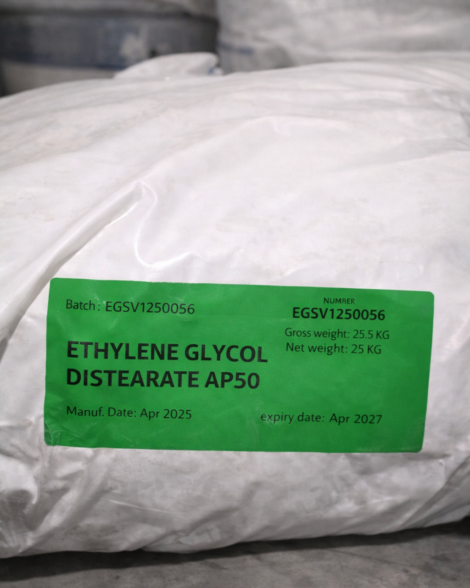 Batch: EGSV1250056
NUMBER
EGSV1250056
Gross weight: 25.5 KG
Net weight: 25 KG
ETHYLENE GLYCOL
DISTEARATE AP50
Manuf. Date: Apr 2025
expiry date: Apr 2027